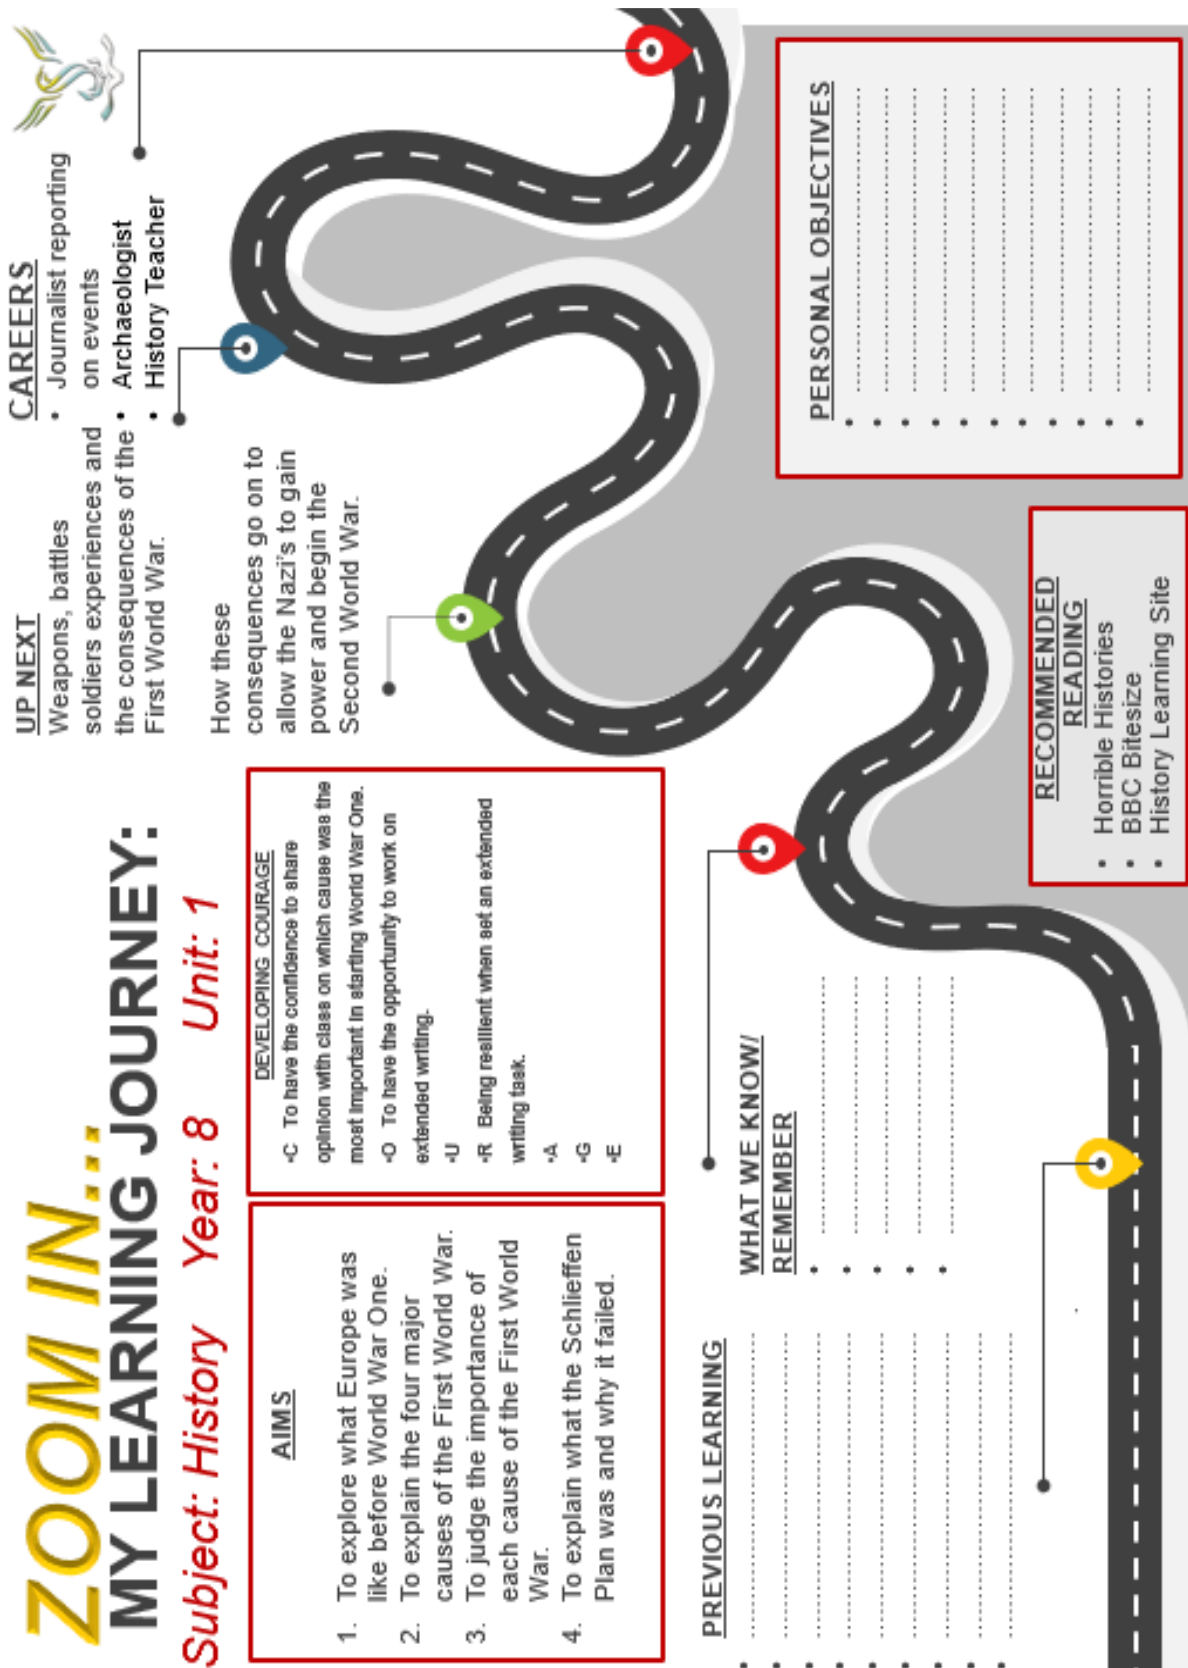 ZOOM IN...
MY LEARNING JOURNEY:
Subject: History Year: 8 Unit: 1
AIMS
1. To explore what Europe was
like before World War One.
2. To explain the four major
causes of the First World War.
3. To judge the importance of
each cause of the First World
War.
4. To explain what the Schlieffen
Plan was and why it failed.
DEVELOPING COURAGE
•C To have the confidence to share
opinion with class on which cause was the
most important in starting World War One.
•O To have the opportunity to work on
extended writing.
•U
•R Being resilient when set an extended
writing task.
•A
•G
•E
UP NEXT
Weapons, battles
soldiers experiences and
the consequences of the
First World War.
How these
consequences go on to
allow the Nazi's to gain
power and begin the
Second World War.
CAREERS
• Journalist reporting
on events
• Archaeologist
• History Teacher
PREVIOUS LEARNING
WHAT WE KNOW/
REMEMBER
RECOMMENDED
READING
• Horrible Histories
• BBC Bitesize
• History Learning Site
PERSONAL OBJECTIVES